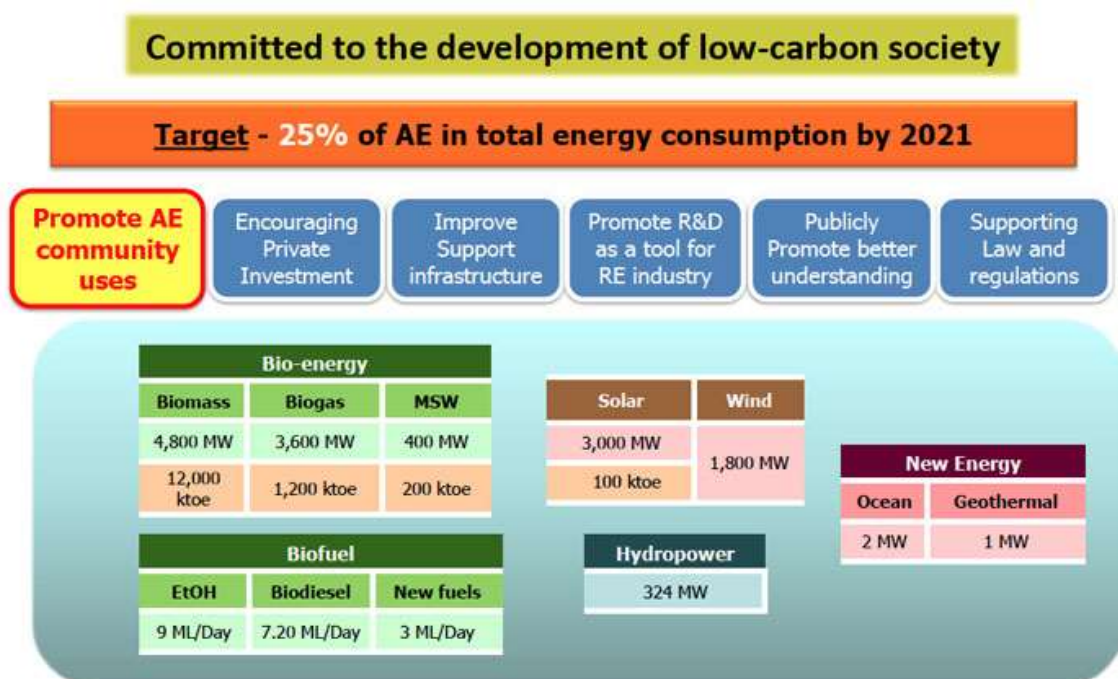 Committed to the development of low-carbon society
Target - 25% of AE in total energy consumption by 2021
Promote AE
community
uses
Encouraging
Private
Investment
Improve
Support
infrastructure
Promote R&D
as a tool for
RE industry
Publicly
Promote better
understanding
Supporting
Law and
regulations
Bio-energy
Biomass Biogas MSW
4,800 MW 3,600 MW 400 MW
12,000
ktoe
1,200 ktoe 200 ktoe
Solar Wind
3,000 MW
1,800 MW
100 ktoe
New Energy
Ocean Geothermal
2 MW 1 MW
Biofuel
EtOH Biodiesel New fuels
9 ML/Day 7.20 ML/Day 3 ML/Day
Hydropower
324 MW